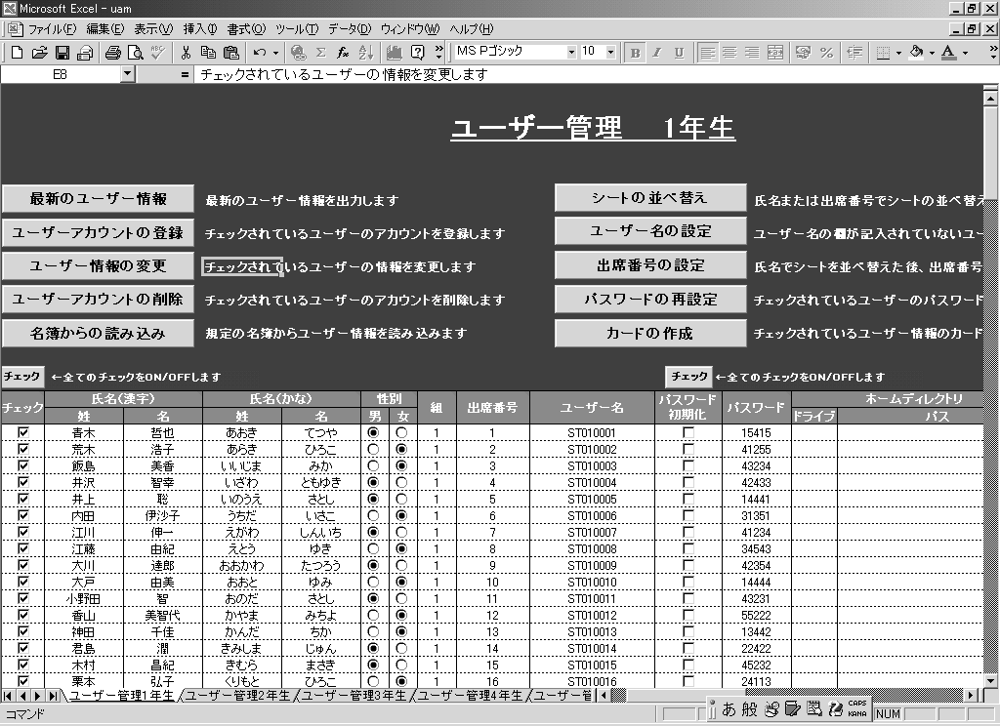 Microsoft Excel - uam
ファイル(F) 編集(E) 表示(V) 挿入(I) 書式(O) ツール(T) データ(D) ウィンドウ(W) ヘルプ(H)
MS Pゴシック 10 B I U
E8 = チェックされているユーザーの情報を変更します
ユーザー管理 1年生
最新のユーザー情報 最新のユーザー情報を出力します シートの並べ替え 氏名または出席番号でシートの並べ替え
ユーザーアカウントの登録 チェックされているユーザーのアカウントを登録します ユーザー名の設定 ユーザー名の欄が記入されていないユー
ユーザー情報の変更 チェックされているユーザーの情報を変更します 出席番号の設定 氏名でシートを並べ替えた後、出席番号
ユーザーアカウントの削除 チェックされているユーザーのアカウントを削除します パスワードの再設定 チェックされているユーザーのパスワード
名簿からの読み込み 規定の名簿からユーザー情報を読み込みます カードの作成 チェックされているユーザー情報のカード
チェック ←全てのチェックをON/OFFします チェック ←全てのチェックをON/OFFします
チェック 氏名(漢字) 氏名(かな) 性別 組 出席番号 ユーザー名 パスワード初期化 パスワード ホームディレクトリ
姓 名 姓 名 男 女 ドライブ パス
青木 哲也 あおき てつや 1 1 ST010001 15415
荒木 浩子 あらき ひろこ 1 2 ST010002 41255
飯島 美香 いいじま みか 1 3 ST010003 43234
井沢 智幸 いざわ ともゆき 1 4 ST010004 42433
井上 聡 いのうえ さとし 1 5 ST010005 14441
内田 伊沙子 うちだ いさこ 1 6 ST010006 31351
江川 伸一 えがわ しんいち 1 7 ST010007 41234
江藤 由紀 えとう ゆき 1 8 ST010008 34543
大川 達郎 おおかわ たつろう 1 9 ST010009 42354
大戸 由美 おおと ゆみ 1 10 ST010010 14444
小野田 智 おのだ さとし 1 11 ST010011 43231
香山 美智代 かやま みちよ 1 12 ST010012 55222
神田 千佳 かんだ ちか 1 13 ST010013 13442
君島 潤 きみしま じゅん 1 14 ST010014 22422
木村 昌紀 きむら まさき 1 15 ST010015 45232
栗本 弘子 くりもと ひろこ 1 16 ST010016 24113
ユーザー管理1年生 ユーザー管理2年生 ユーザー管理3年生 ユーザー管理4年生 ユーザー管
コマンド あ 般 CAPS KANA NUM